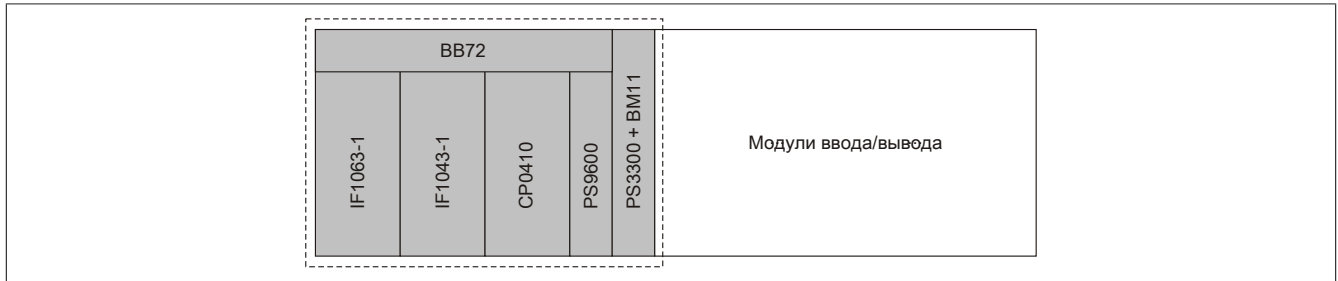 BB72
IF1063-1
IF1043-1
CP0410
PS9600
PS3300 + BM11
Модули ввода/вывода